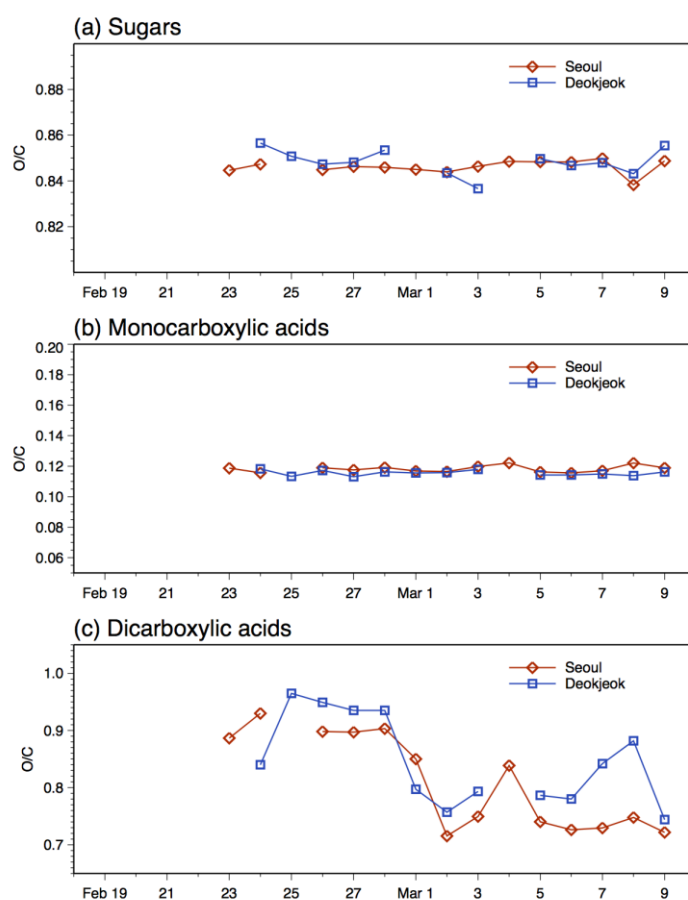 (a) Sugars
Seoul
Deokjeok
0.88
0.86
0.84
0.82
O/C
Feb 19 21 23 25 27 Mar 1 3 5 7 9
(b) Monocarboxylic acids
Seoul
Deokjeok
0.20
0.18
0.16
0.14
0.12
0.10
0.08
0.06
O/C
Feb 19 21 23 25 27 Mar 1 3 5 7 9
(c) Dicarboxylic acids
Seoul
Deokjeok
1.0
0.9
0.8
0.7
O/C
Feb 19 21 23 25 27 Mar 1 3 5 7 9